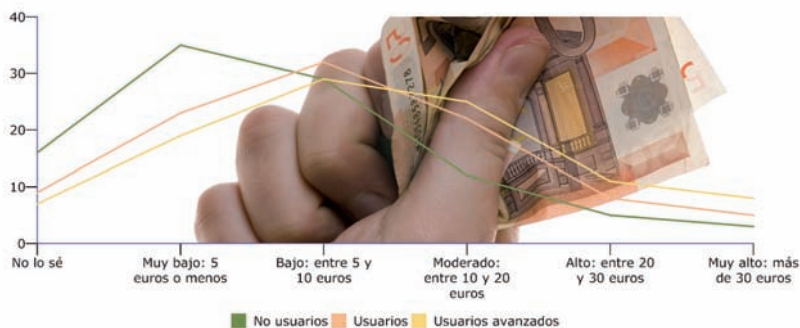 40
30
20
10
0
No lo sé
Muy bajo: 5 euros o menos
Bajo: entre 5 y 10 euros
Moderado: entre 10 y 20 euros
Alto: entre 20 y 30 euros
Muy alto: más de 30 euros
No usuarios Usuarios Usuarios avanzados